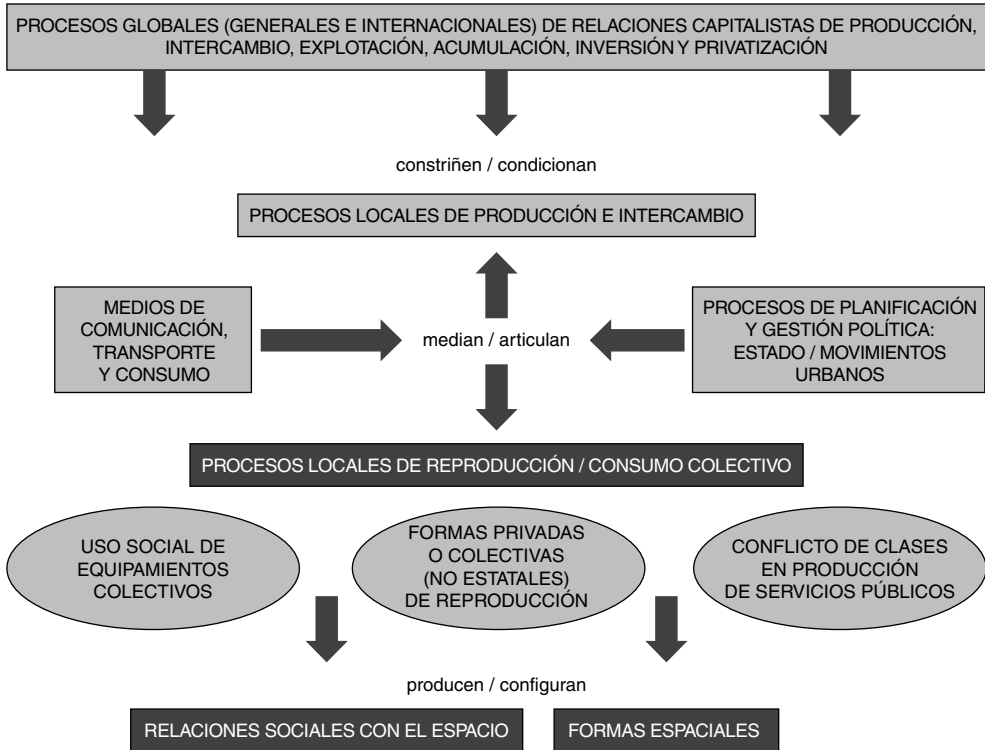 PROCESOS GLOBALES (GENERALES E INTERNACIONALES) DE RELACIONES CAPITALISTAS DE PRODUCCIÓN,
INTERCAMBIO, EXPLOTACIÓN, ACUMULACIÓN, INVERSIÓN Y PRIVATIZACIÓN
constriñen / condicionan
PROCESOS LOCALES DE PRODUCCIÓN E INTERCAMBIO
MEDIOS DE
COMUNICACIÓN,
TRANSPORTE
Y CONSUMO
median / articulan
PROCESOS DE PLANIFICACIÓN
Y GESTIÓN POLÍTICA:
ESTADO / MOVIMIENTOS
URBANOS
PROCESOS LOCALES DE REPRODUCCIÓN / CONSUMO COLECTIVO
USO SOCIAL DE
EQUIPAMIENTOS
COLECTIVOS
FORMAS PRIVADAS
O COLECTIVAS
(NO ESTATALES)
DE REPRODUCCIÓN
CONFLICTO DE CLASES
EN PRODUCCIÓN
DE SERVICIOS PÚBLICOS
producen / configuran
RELACIONES SOCIALES CON EL ESPACIO
FORMAS ESPACIALES